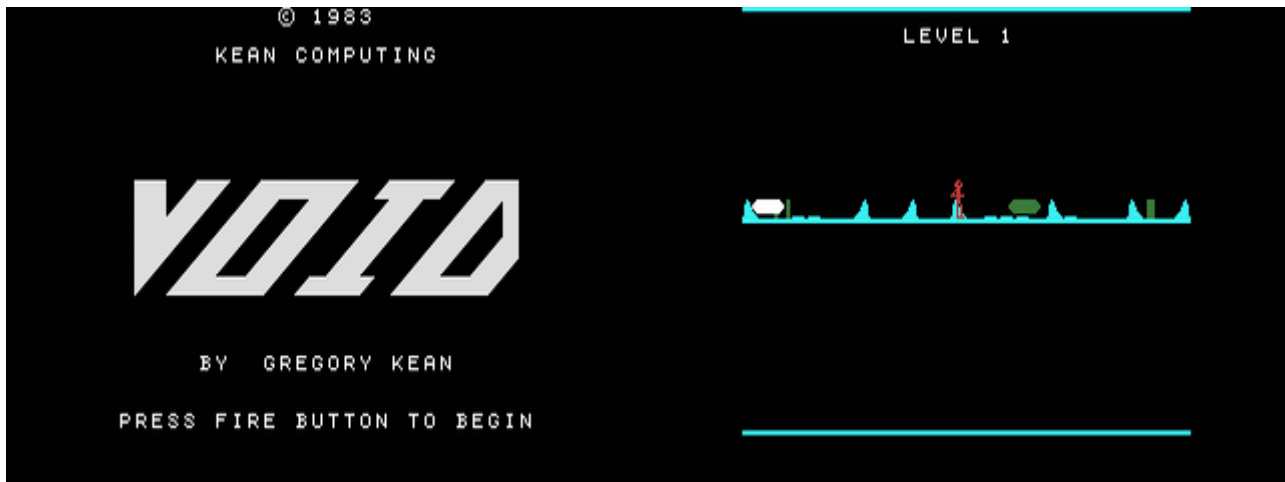 © 1983
KEAN COMPUTING
VOID
BY GREGORY KEAN
PRESS FIRE BUTTON TO BEGIN
LEVEL 1